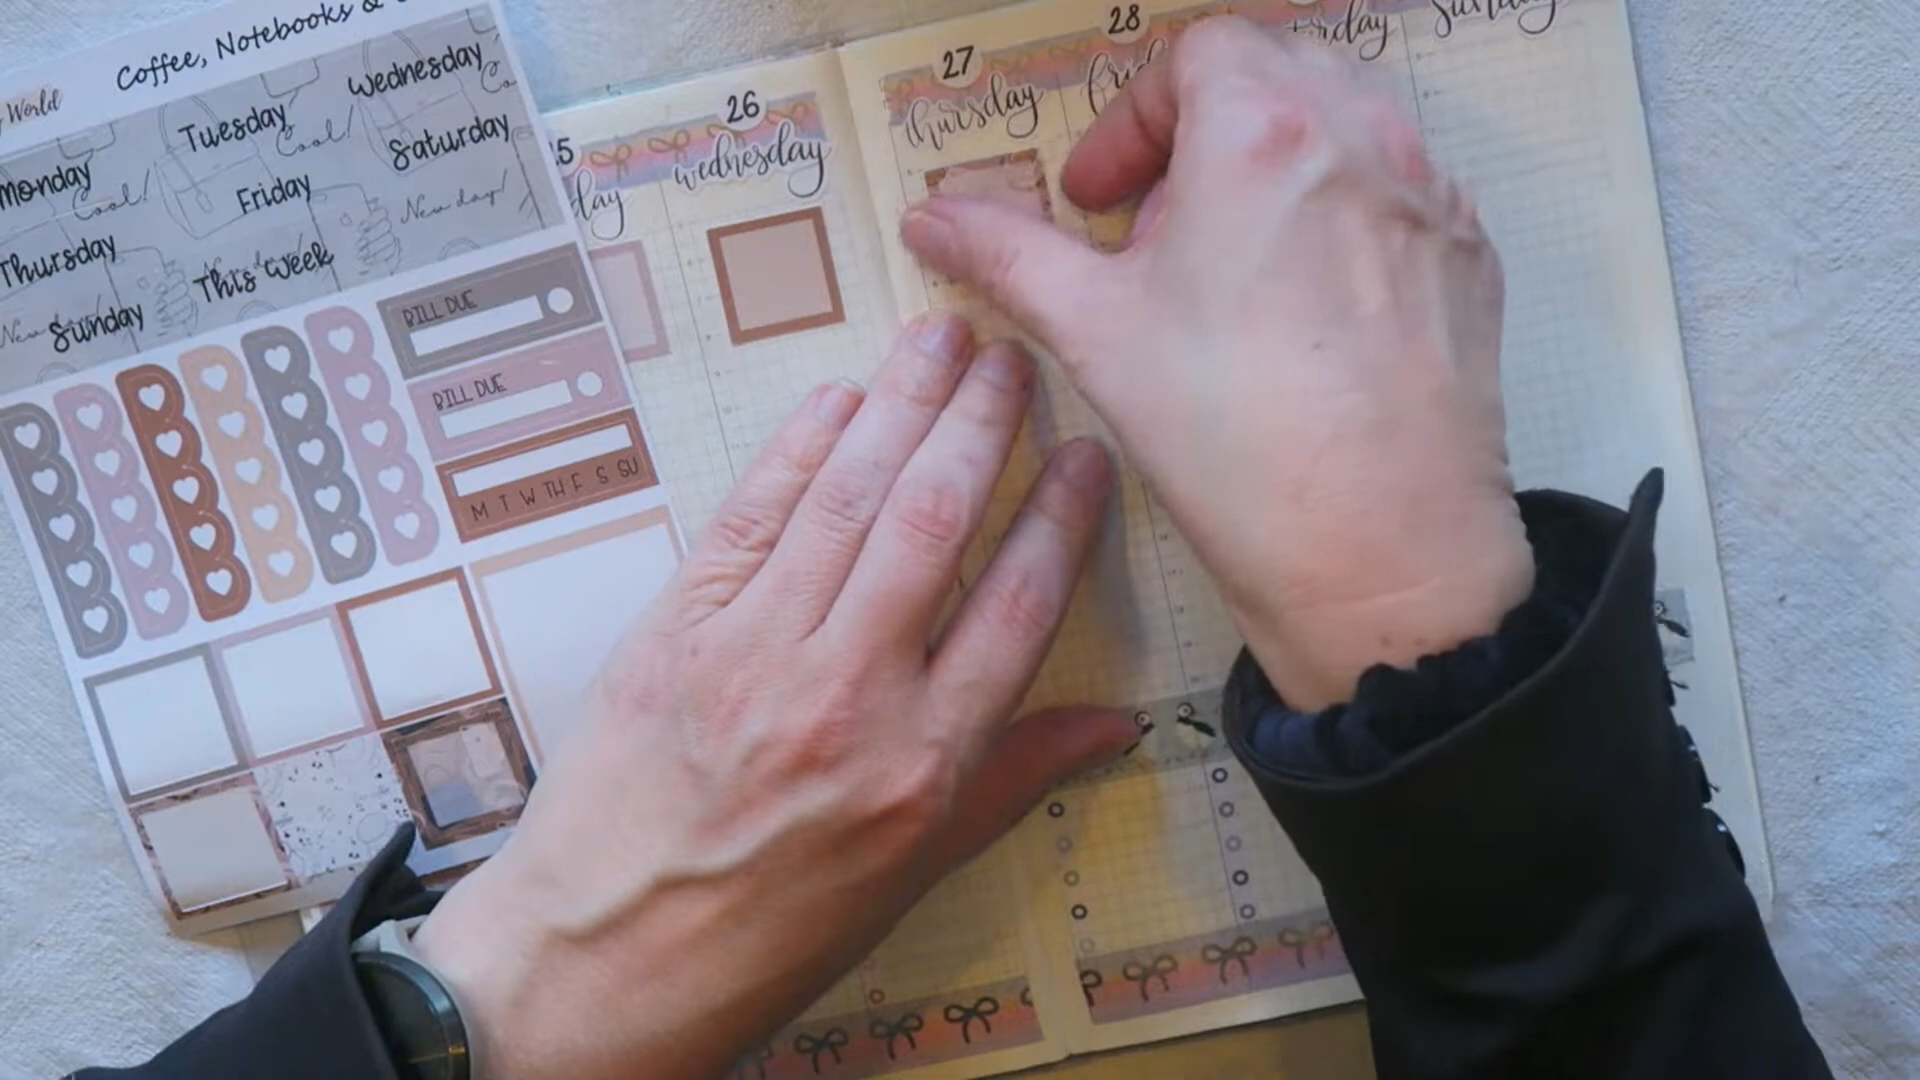 Coffee, Notebooks &
World
Monday
Tuesday
Wednesday
Thursday
Friday
Saturday
Sunday
This Week
Cool!
Cool!
New day!
BILL DUE
BILL DUE
M T W TH F S SU
26
wednesday
27
thursday
28
sunday